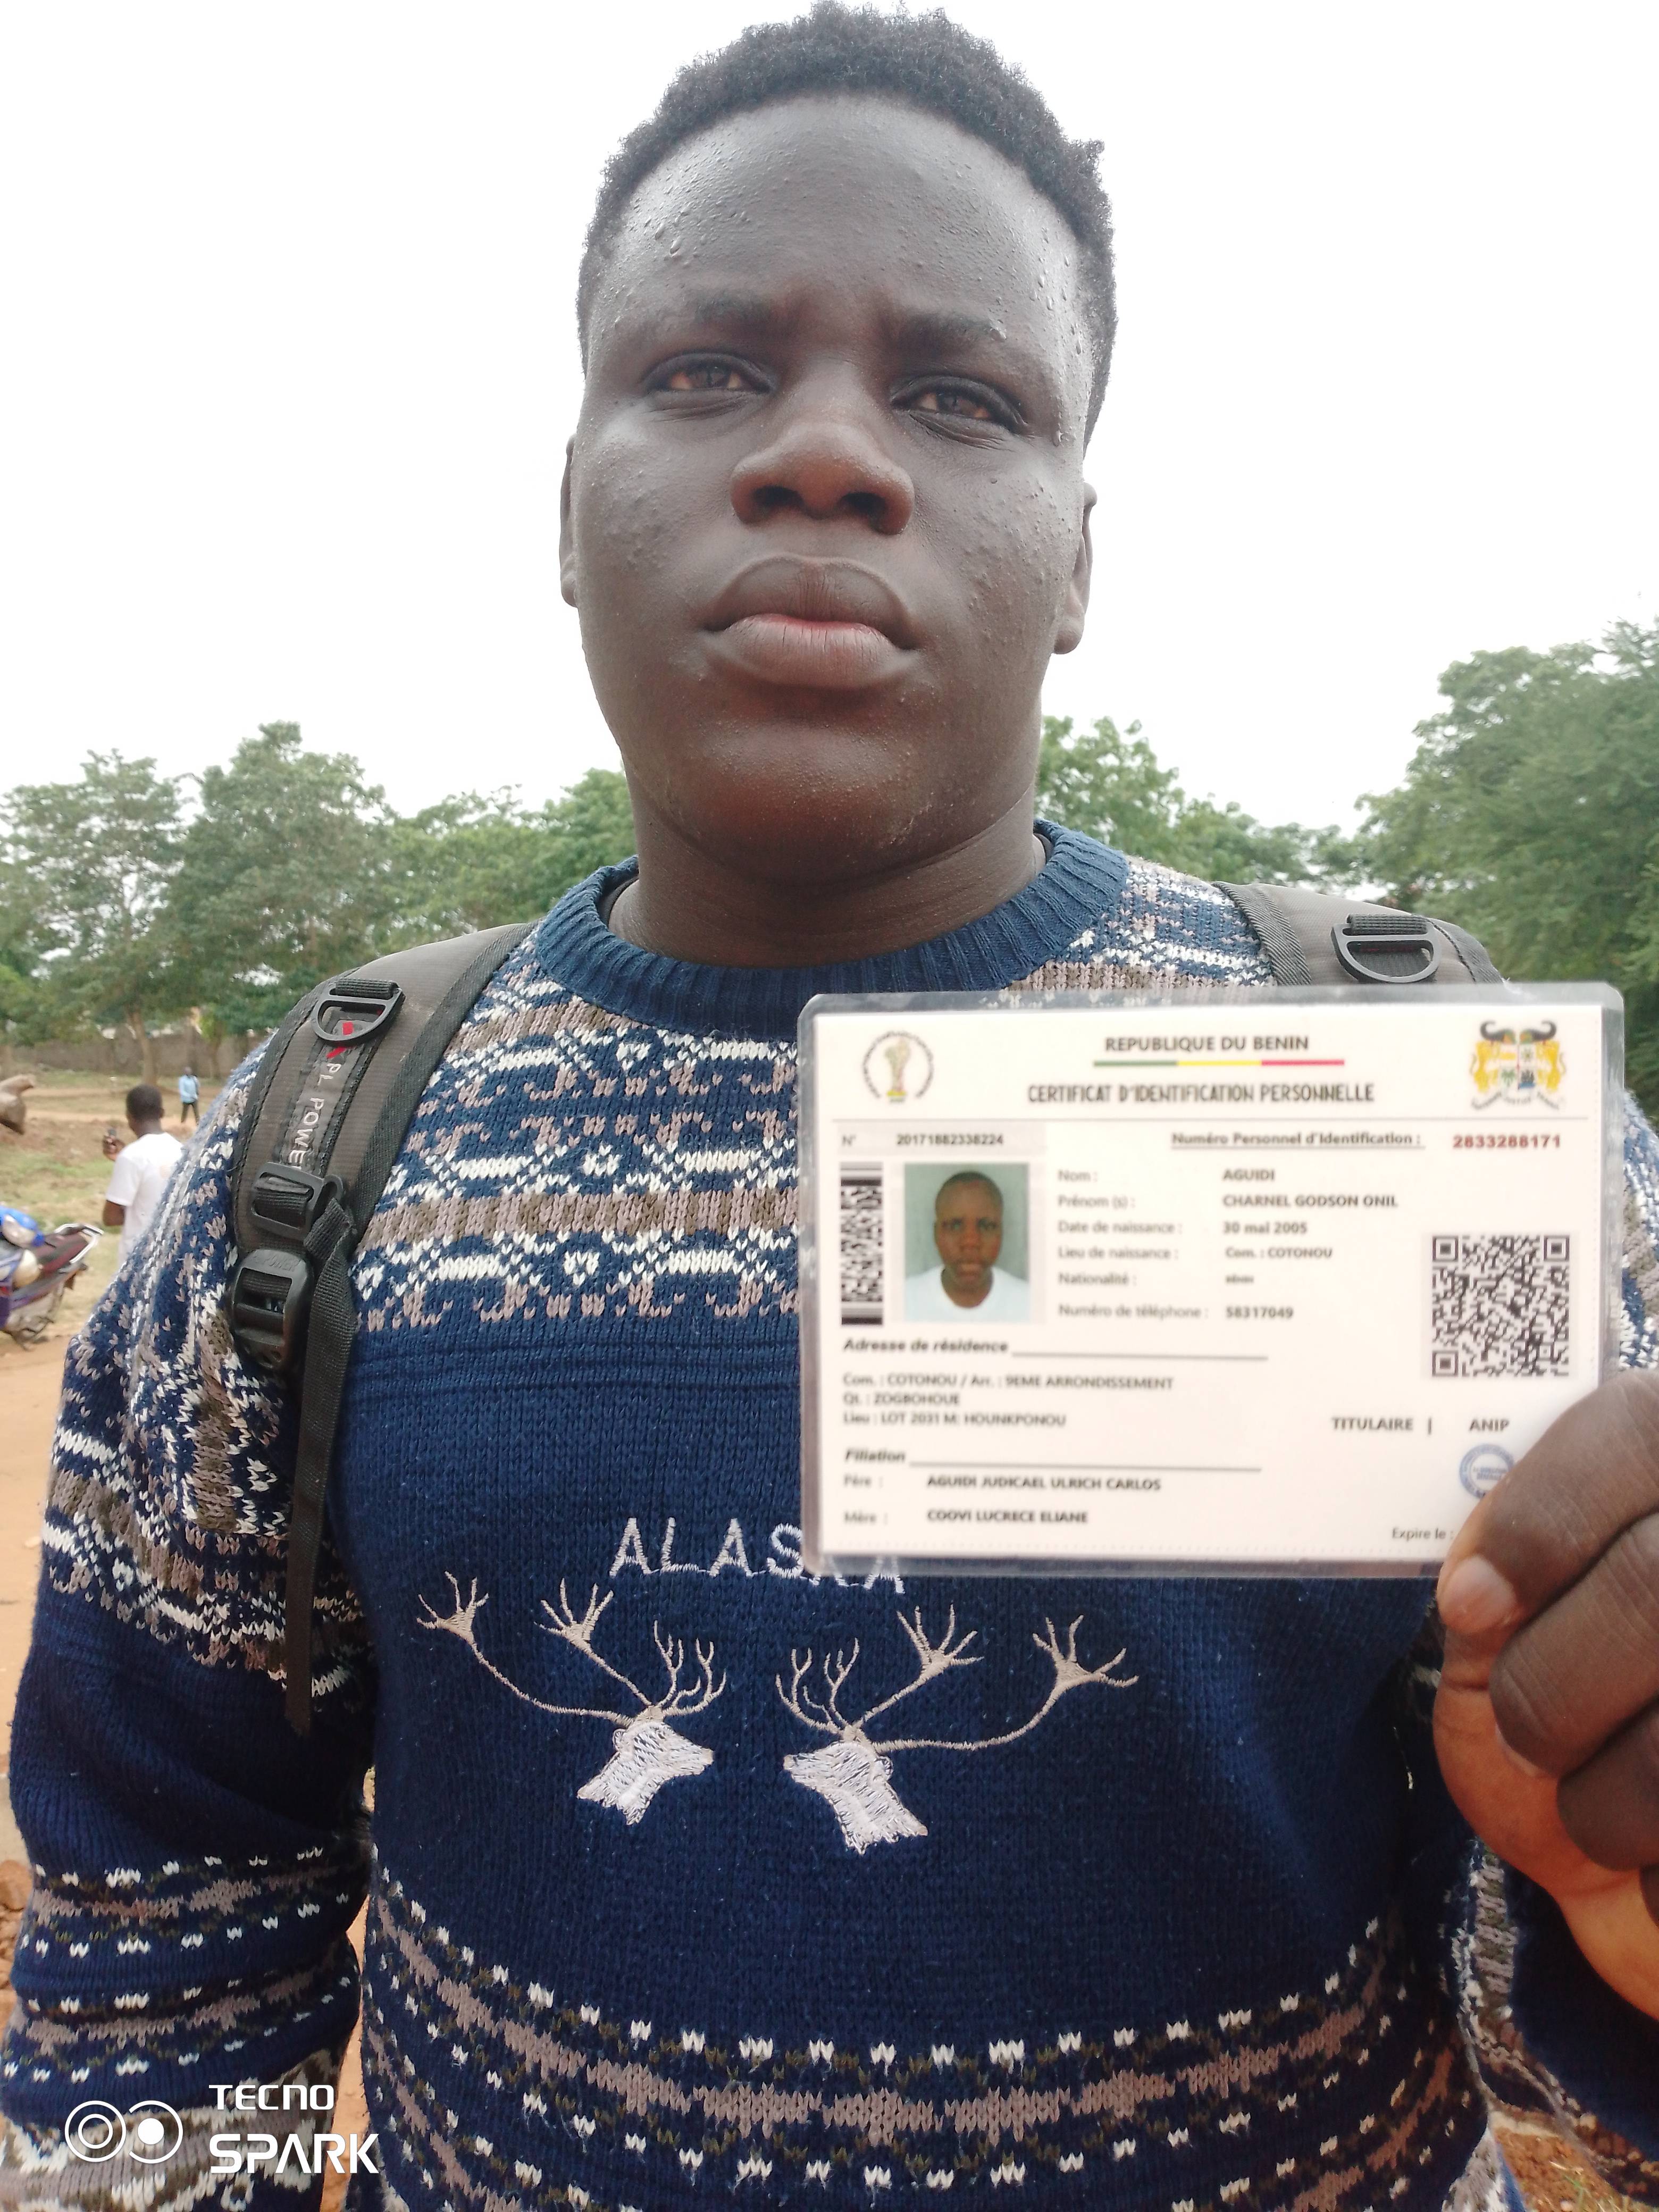 REPUBLIQUE DU BENIN
CERTIFICAT D'IDENTIFICATION PERSONNELLE
N° 20171882338224 Numéro Personnel d'Identification : 2833288171
Nom : AGUIDI
Prénom (s) : CHARNEL GODSON ONIL
Date de naissance : 30 mai 2005
Lieu de naissance : Com. : COTONOU
Nationalité :
Numéro de téléphone : 58317049
Adresse de résidence
Com. : COTONOU / Arr. : 9EME ARRONDISSEMENT
Qt. : ZOGBOHOUE
Lieu : LOT 2031 M: HOUNKPONOU
TITULAIRE | ANIP
Filiation
Père : AGUIDI JUDICAEL ULRICH CARLOS
Mère : COOVI LUCRECE ELIANE
Expire le :
PL POWE
ALASKA
TECNO
SPARK